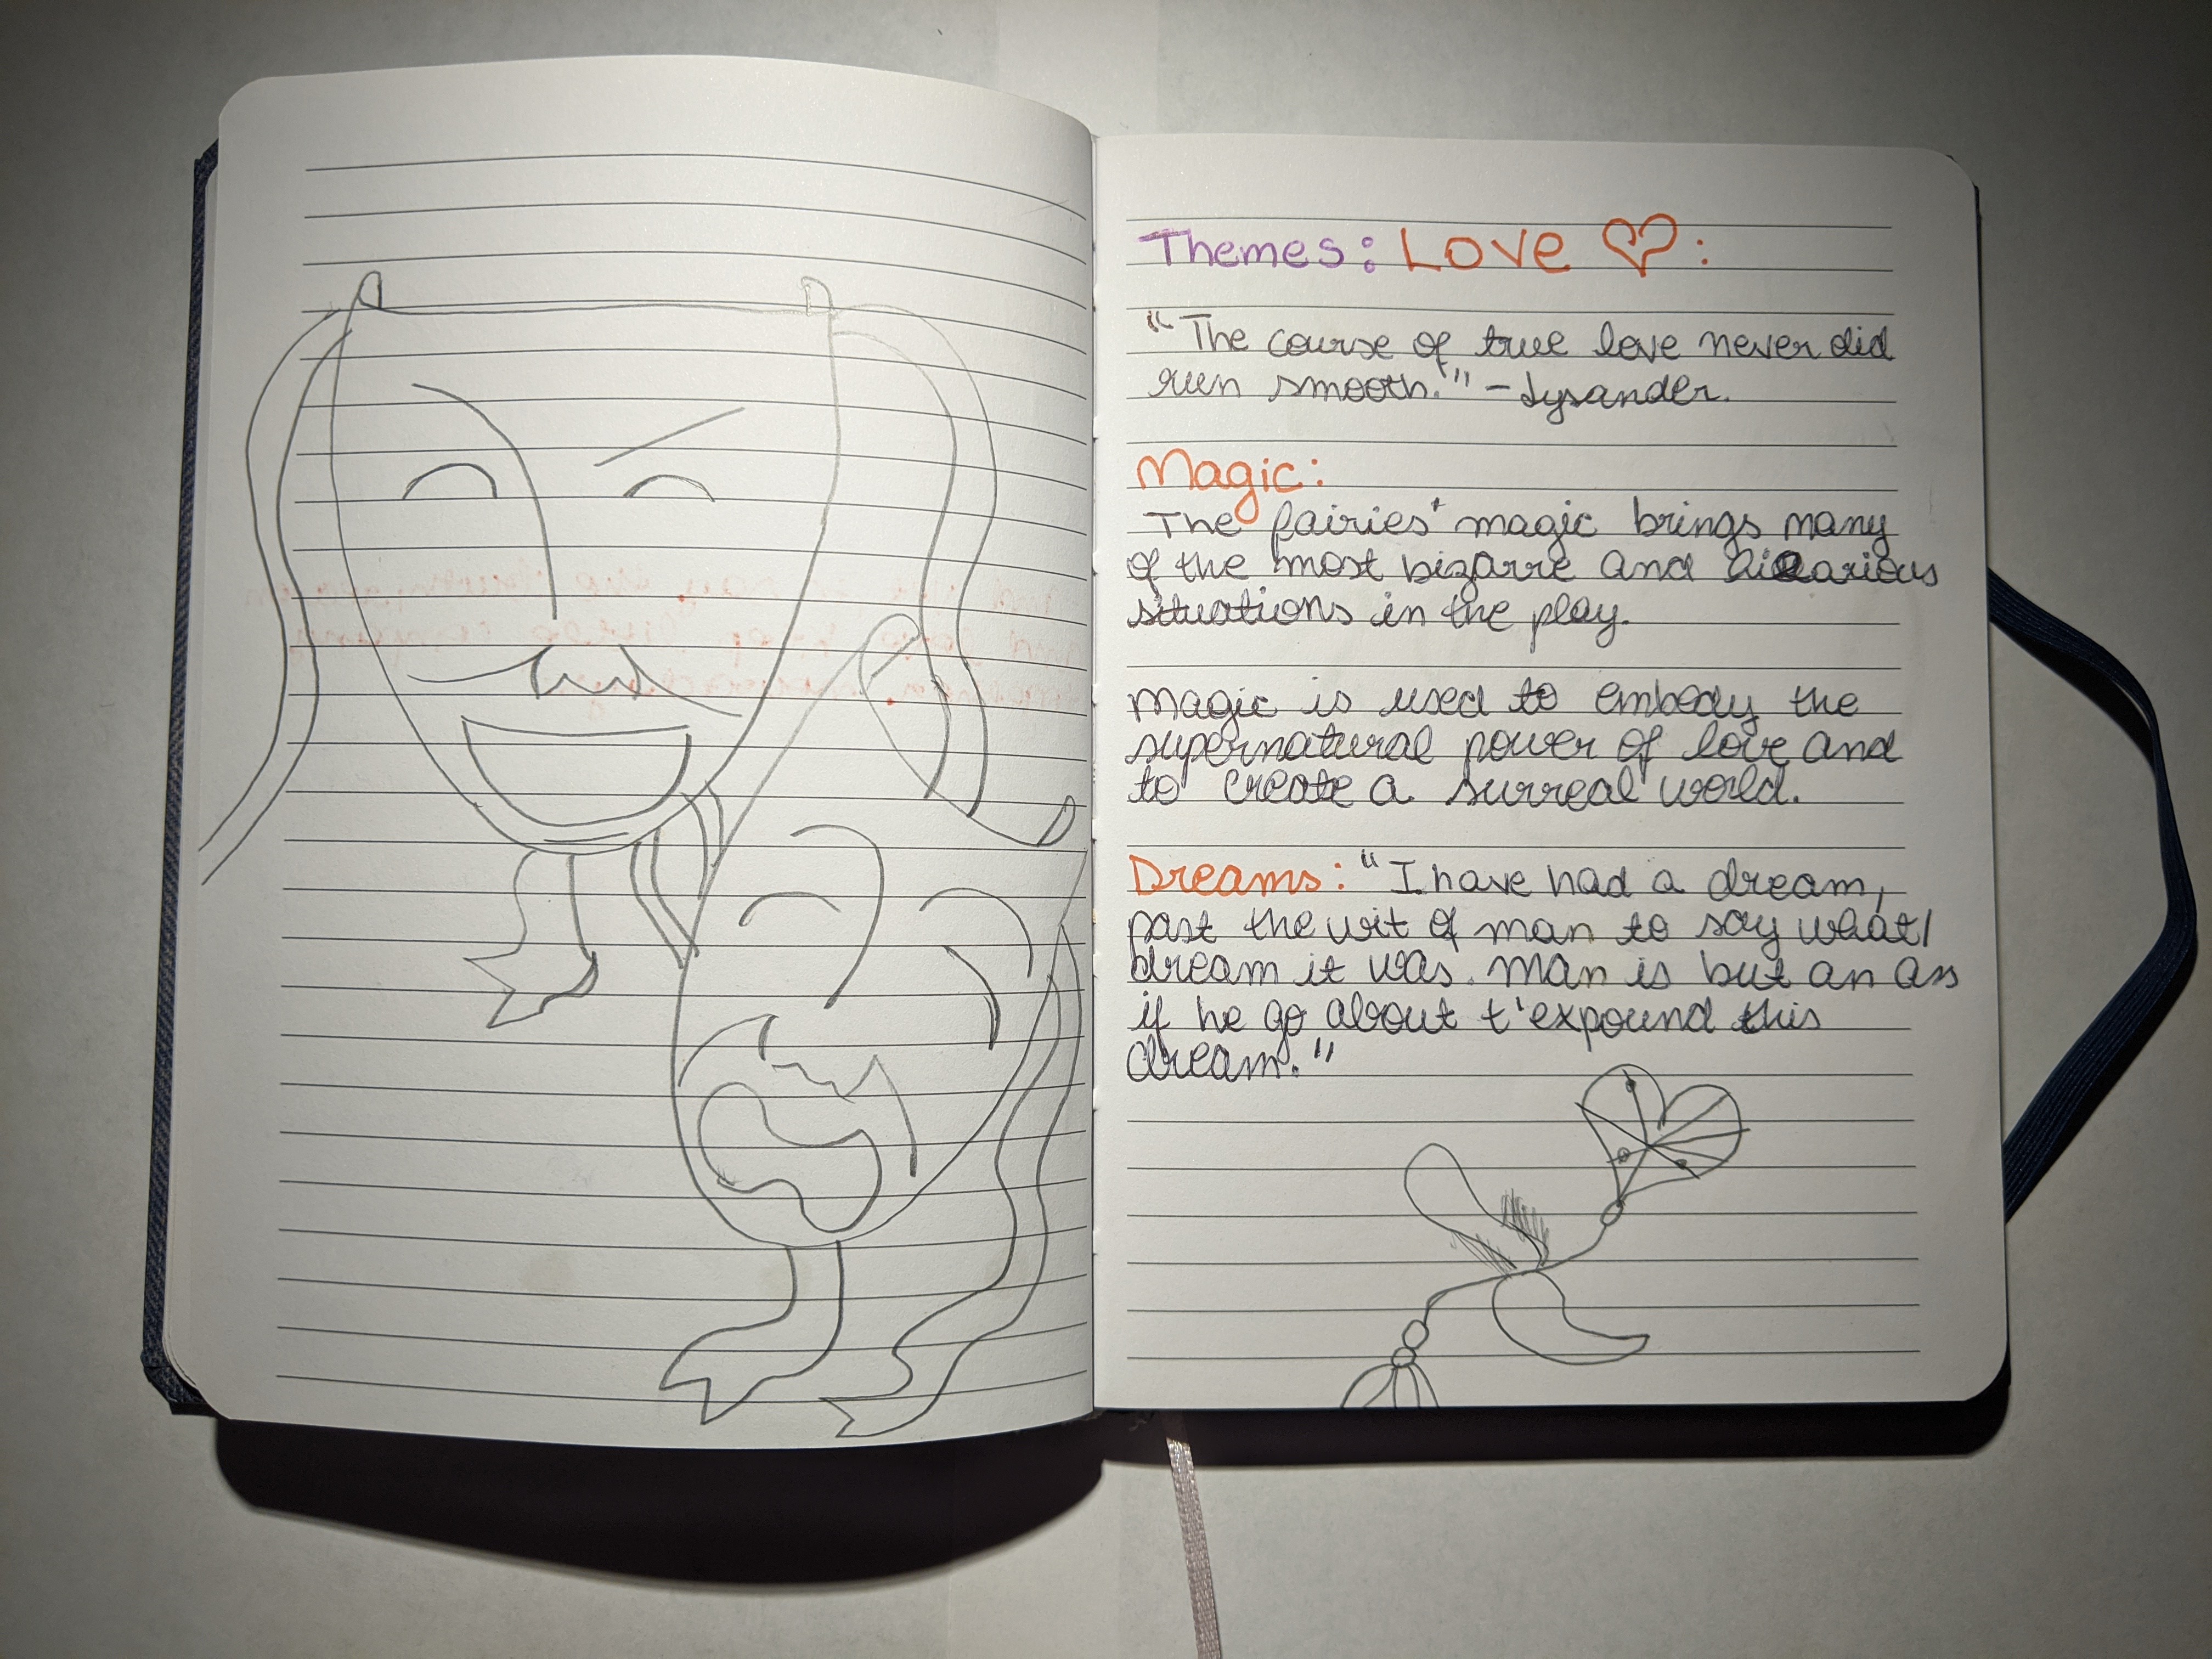 Themes: Love ♡:
"The course of true love never did
run smooth." - Lysander.
Magic:
The fairies' magic brings many
of the most bizarre and hilarious
situations in the play.
Magic is used to embody the
supernatural power of love and
to create a surreal world.
Dreams: "I have had a dream,
past the wit of man to say what
dream it was. Man is but an ass
if he go about t'expound this
dream."